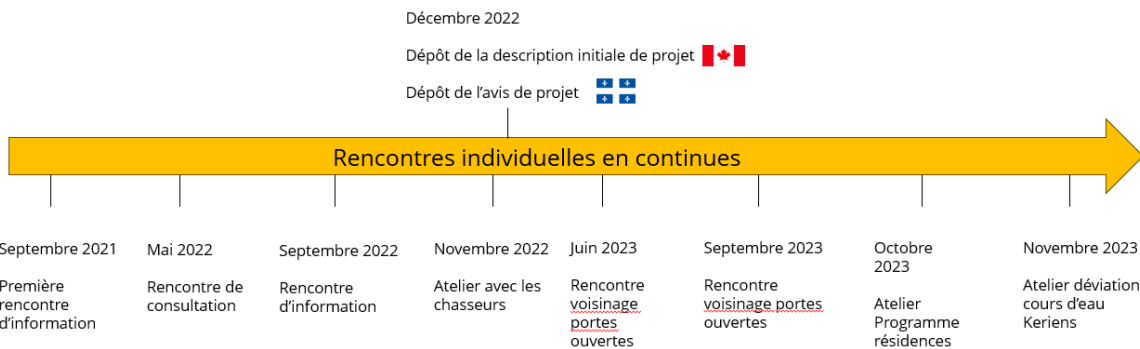 Décembre 2022
Dépôt de la description initiale de projet
Dépôt de l'avis de projet
Rencontres individuelles en continues
Septembre 2021
Première
rencontre
d'information
Mai 2022
Rencontre de
consultation
Septembre 2022
Rencontre
d'information
Novembre 2022
Atelier avec les
chasseurs
Juin 2023
Rencontre
voisinage
portes
ouvertes
Septembre 2023
Rencontre
voisinage portes
ouvertes
Octobre
2023
Atelier
Programme
résidences
Novembre 2023
Atelier déviation
cours d'eau
Keriens